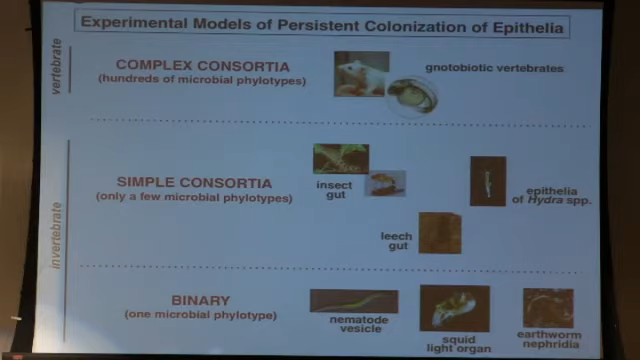 Experimental Models of Persistent Colonization of Epithelia
vertebrate
COMPLEX CONSORTIA
(hundreds of microbial phylotypes)
gnotobiotic vertebrates
invertebrate
SIMPLE CONSORTIA
(only a few microbial phylotypes)
insect
gut
epithelia
of Hydra spp.
leech
gut
BINARY
(one microbial phylotype)
nematode
vesicle
squid
light organ
earthworm
nephridia